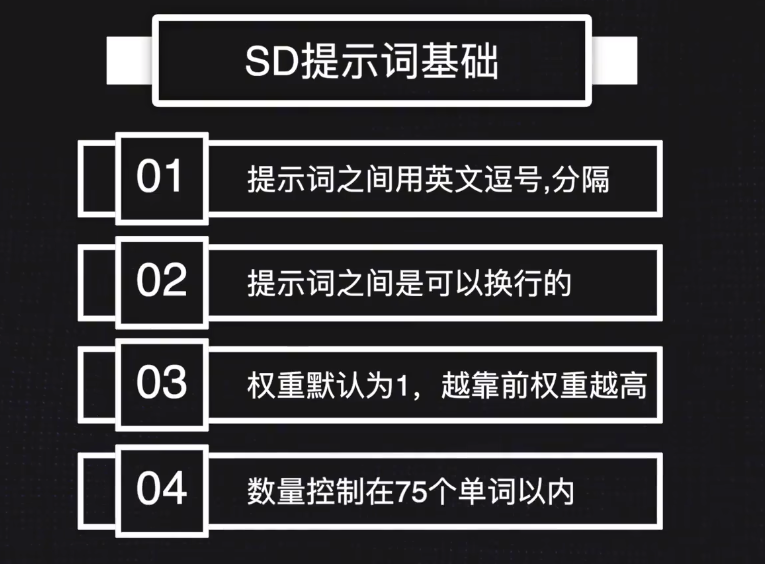 SD提示词基础
01
提示词之间用英文逗号,分隔
02
提示词之间是可以换行的
03
权重默认为1，越靠前权重越高
04
数量控制在75个单词以内